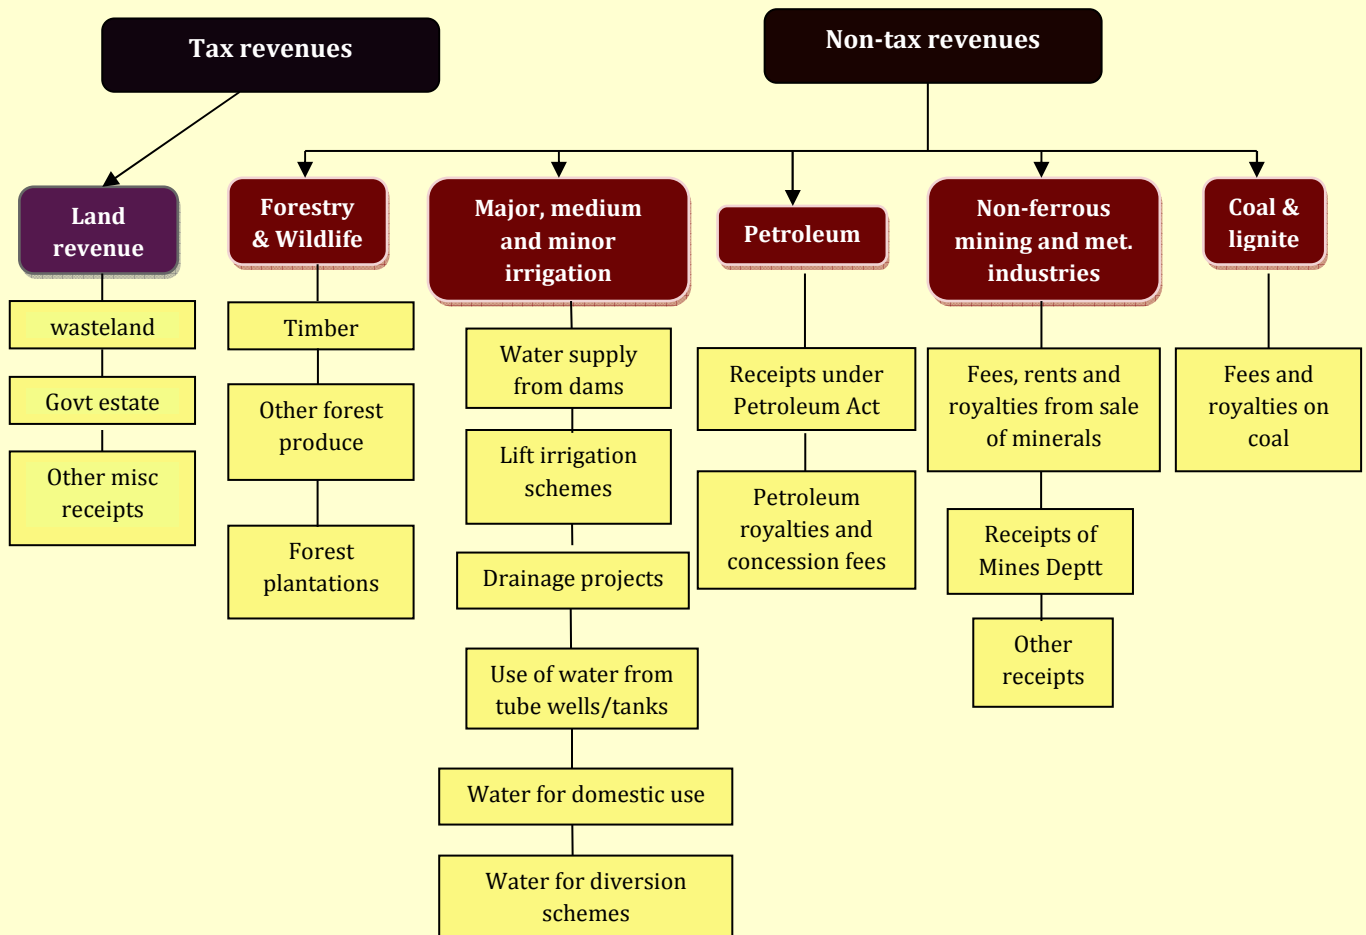 Tax revenues
Non-tax revenues
Land
revenue
wasteland
Govt estate
Other misc
receipts
Forestry
& Wildlife
Timber
Other forest
produce
Forest
plantations
Major, medium
and minor
irrigation
Water supply
from dams
Lift irrigation
schemes
Drainage projects
Use of water from
tube wells/tanks
Water for domestic use
Water for diversion
schemes
Petroleum
Receipts under
Petroleum Act
Petroleum
royalties and
concession fees
Non-ferrous
mining and met.
industries
Fees, rents and
royalties from sale
of minerals
Receipts of
Mines Deptt
Other
receipts
Coal &
lignite
Fees and
royalties on
coal